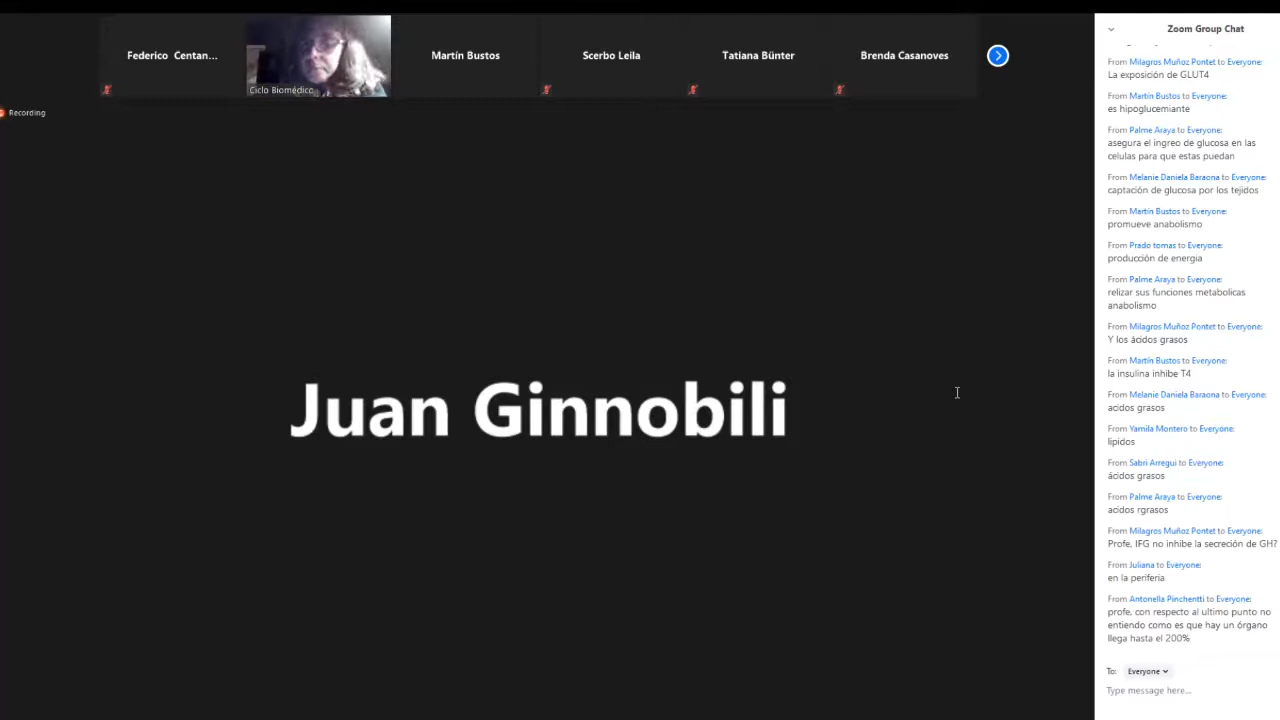 Federico Centan...
Ciclo Biomédico
Martín Bustos
Scerbo Leila
Tatiana Bünter
Brenda Casanoves
Recording
Juan Ginnobili
Zoom Group Chat
From Milagros Muñoz Pontet to Everyone:
La exposición de GLUT4
From Martín Bustos to Everyone:
es hipoglucemiante
From Palme Araya to Everyone:
asegura el ingreo de glucosa en las
celulas para que estas puedan
From Melanie Daniela Baraona to Everyone:
captación de glucosa por los tejidos
From Martín Bustos to Everyone:
promueve anabolismo
From Prado tomas to Everyone:
producción de energia
From Palme Araya to Everyone:
relizar sus funciones metabolicas
anabolismo
From Milagros Muñoz Pontet to Everyone:
Y los ácidos grasos
From Martín Bustos to Everyone:
la insulina inhibe T4
From Melanie Daniela Baraona to Everyone:
acidos grasos
From Yamila Montero to Everyone:
lipidos
From Sabri Arregui to Everyone:
ácidos grasos
From Palme Araya to Everyone:
acidos rgrasos
From Milagros Muñoz Pontet to Everyone:
Profe, IFG no inhibe la secreción de GH?
From Juliana to Everyone:
en la periferia
From Antonella Pinchentti to Everyone:
profe, con respecto al ultimo punto no
entiendo como es que hay un órgano
llega hasta el 200%
To: Everyone
Type message here...